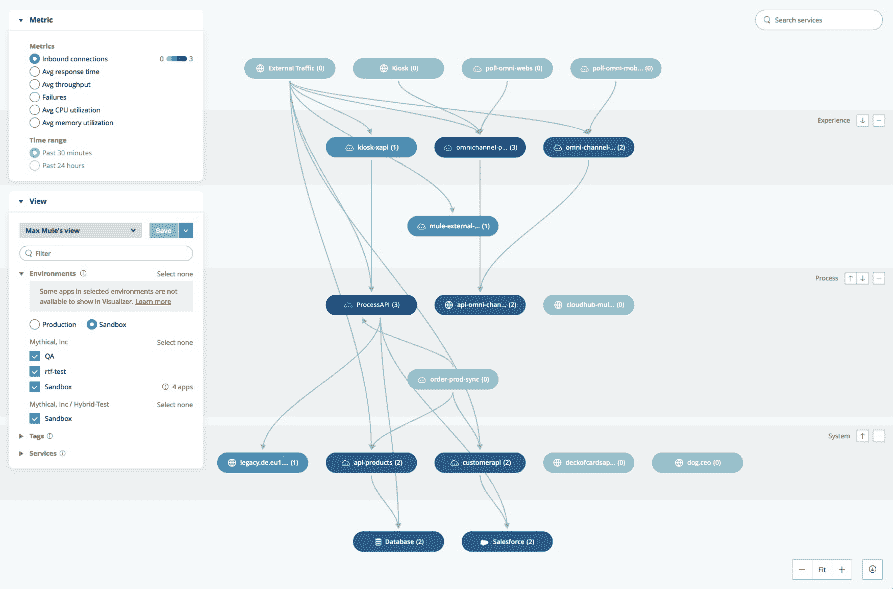 Metric
Metrics
Inbound connections
0 3
Avg response time
Avg throughput
Failures
Avg CPU utilization
Avg memory utilization
Time range
Past 30 minutes
Past 24 hours
View
Max Mule's view
Save
Filter
Environments
Select none
Some apps in selected environments are not
available to show in Visualizer. Learn more
Production Sandbox
Mythical, Inc Select none
QA
rtf-test
Sandbox 4 apps
Mythical, Inc / Hybrid-Test Select none
Sandbox
Tags
Services
Search services
External Traffic (0) Kiosk (0) poll-omni-webs (0) poll-omni-mob... (0)
Experience
kiosk-xapi (1) omnichannel-p... (3) omni-channel-... (2)
mule-external-... (1)
Process
ProcessAPI (3) api-omni-chan... (2) cloudhub-mul... (0)
order-prod-sync (0)
System
legacy.de.eu1.... (1) api-products (2) customerapi (2) deckofcardsap... (0) dog.ceo (0)
Database (2) Salesforce (2)
Fit